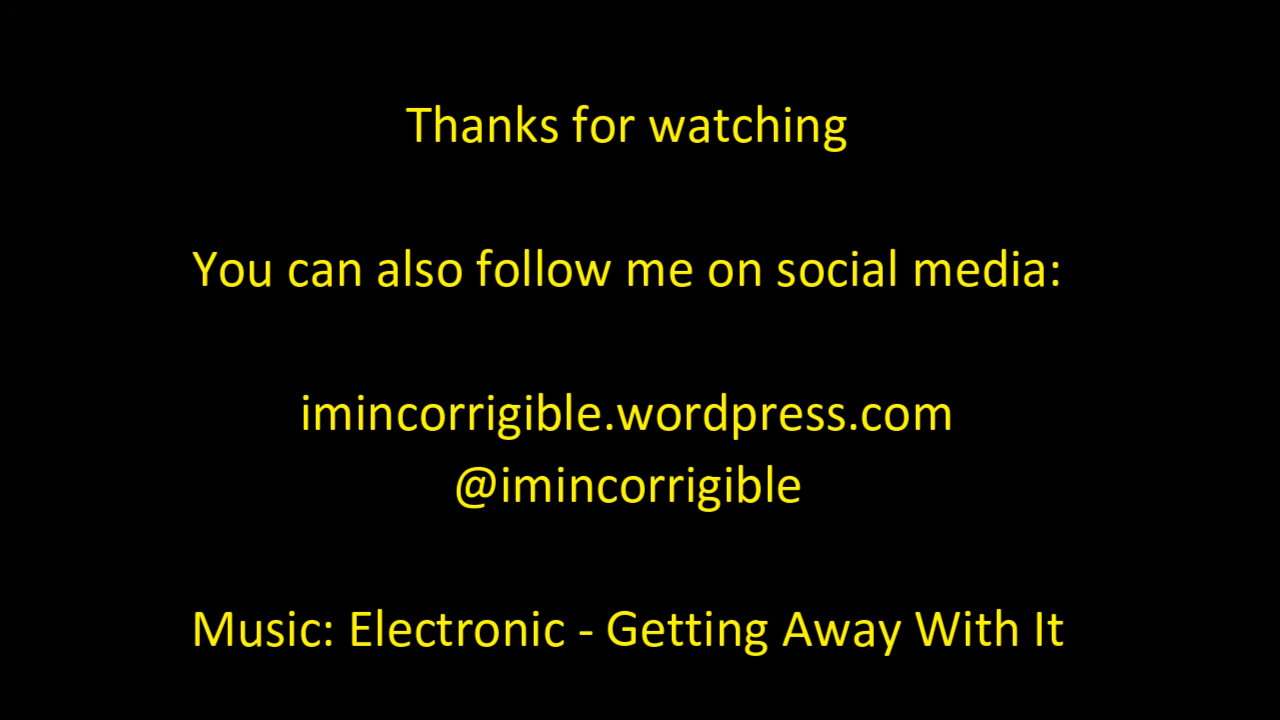 Thanks for watching
You can also follow me on social media:
imincorrigible.wordpress.com
@imincorrigible
Music: Electronic - Getting Away With It